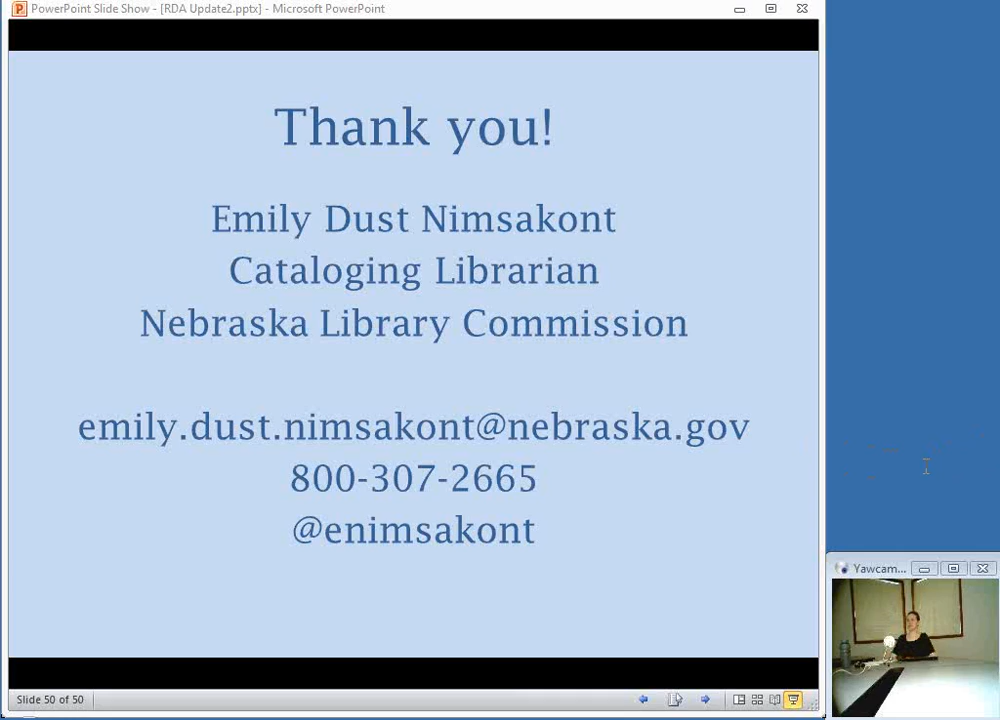 PowerPoint Slide Show - [RDA Update2.pptx] - Microsoft PowerPoint
Thank you!
Emily Dust Nimsakont
Cataloging Librarian
Nebraska Library Commission
emily.dust.nimsakont@nebraska.gov
800-307-2665
@enimsakont
Yawcam...
Slide 50 of 50